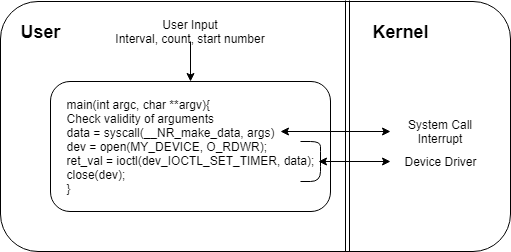 User
Kernel
User Input
Interval, count, start number
main(int argc, char **argv){
Check validity of arguments
data = syscall(__NR_make_data, args)
dev = open(MY_DEVICE, O_RDWR);
ret_val = ioctl(dev_IOCTL_SET_TIMER, data);
close(dev);
}
System Call
Interrupt
Device Driver